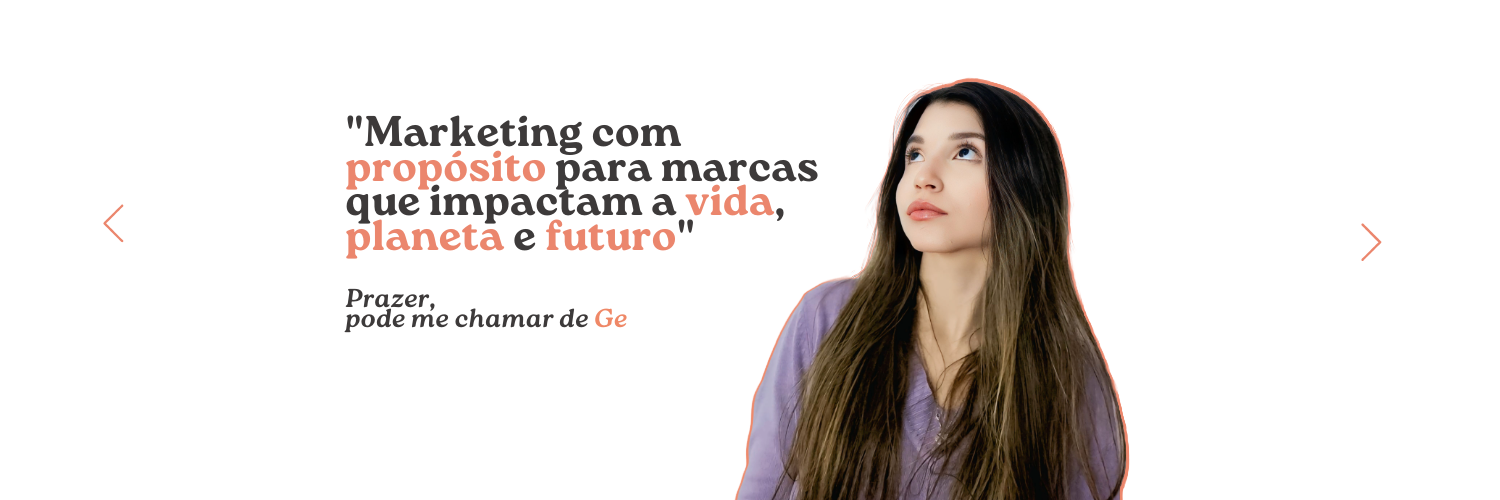 "Marketing com
propósito para marcas
que impactam a vida,
planeta e futuro"
Prazer,
pode me chamar de Ge